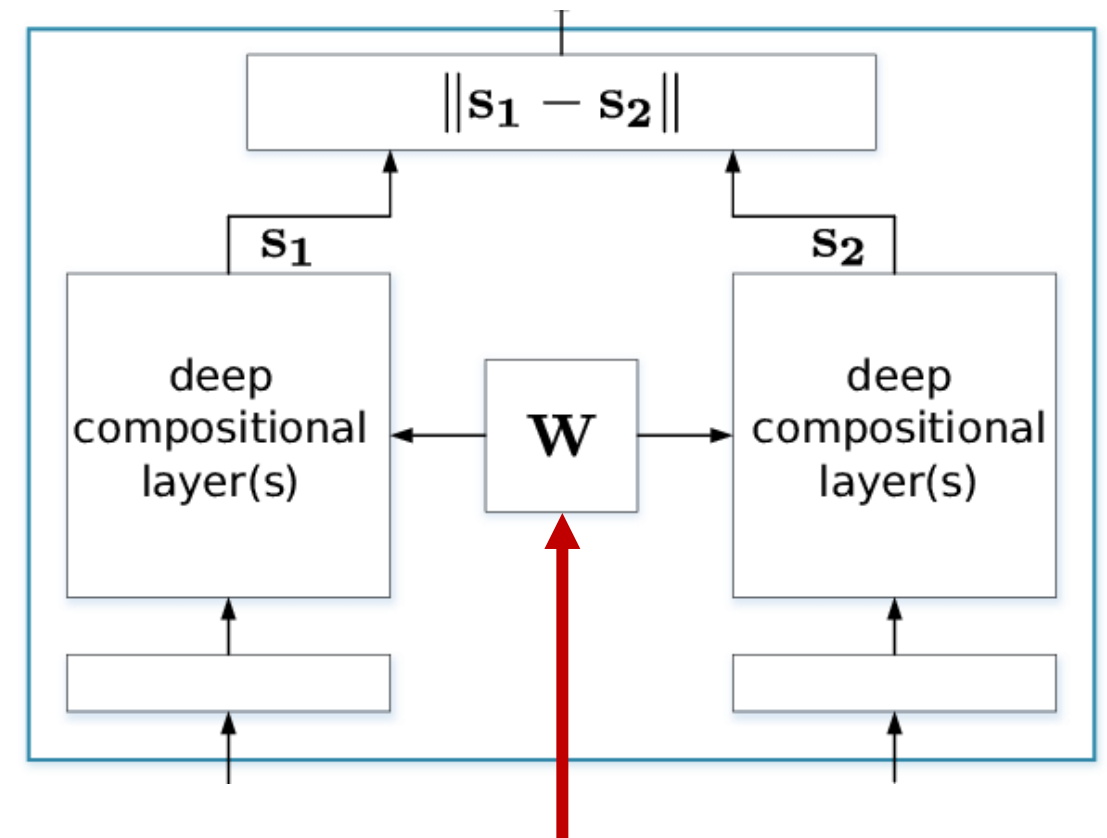 ‖s₁ − s₂‖
s₁
s₂
deep
compositional
layer(s)
W
deep
compositional
layer(s)